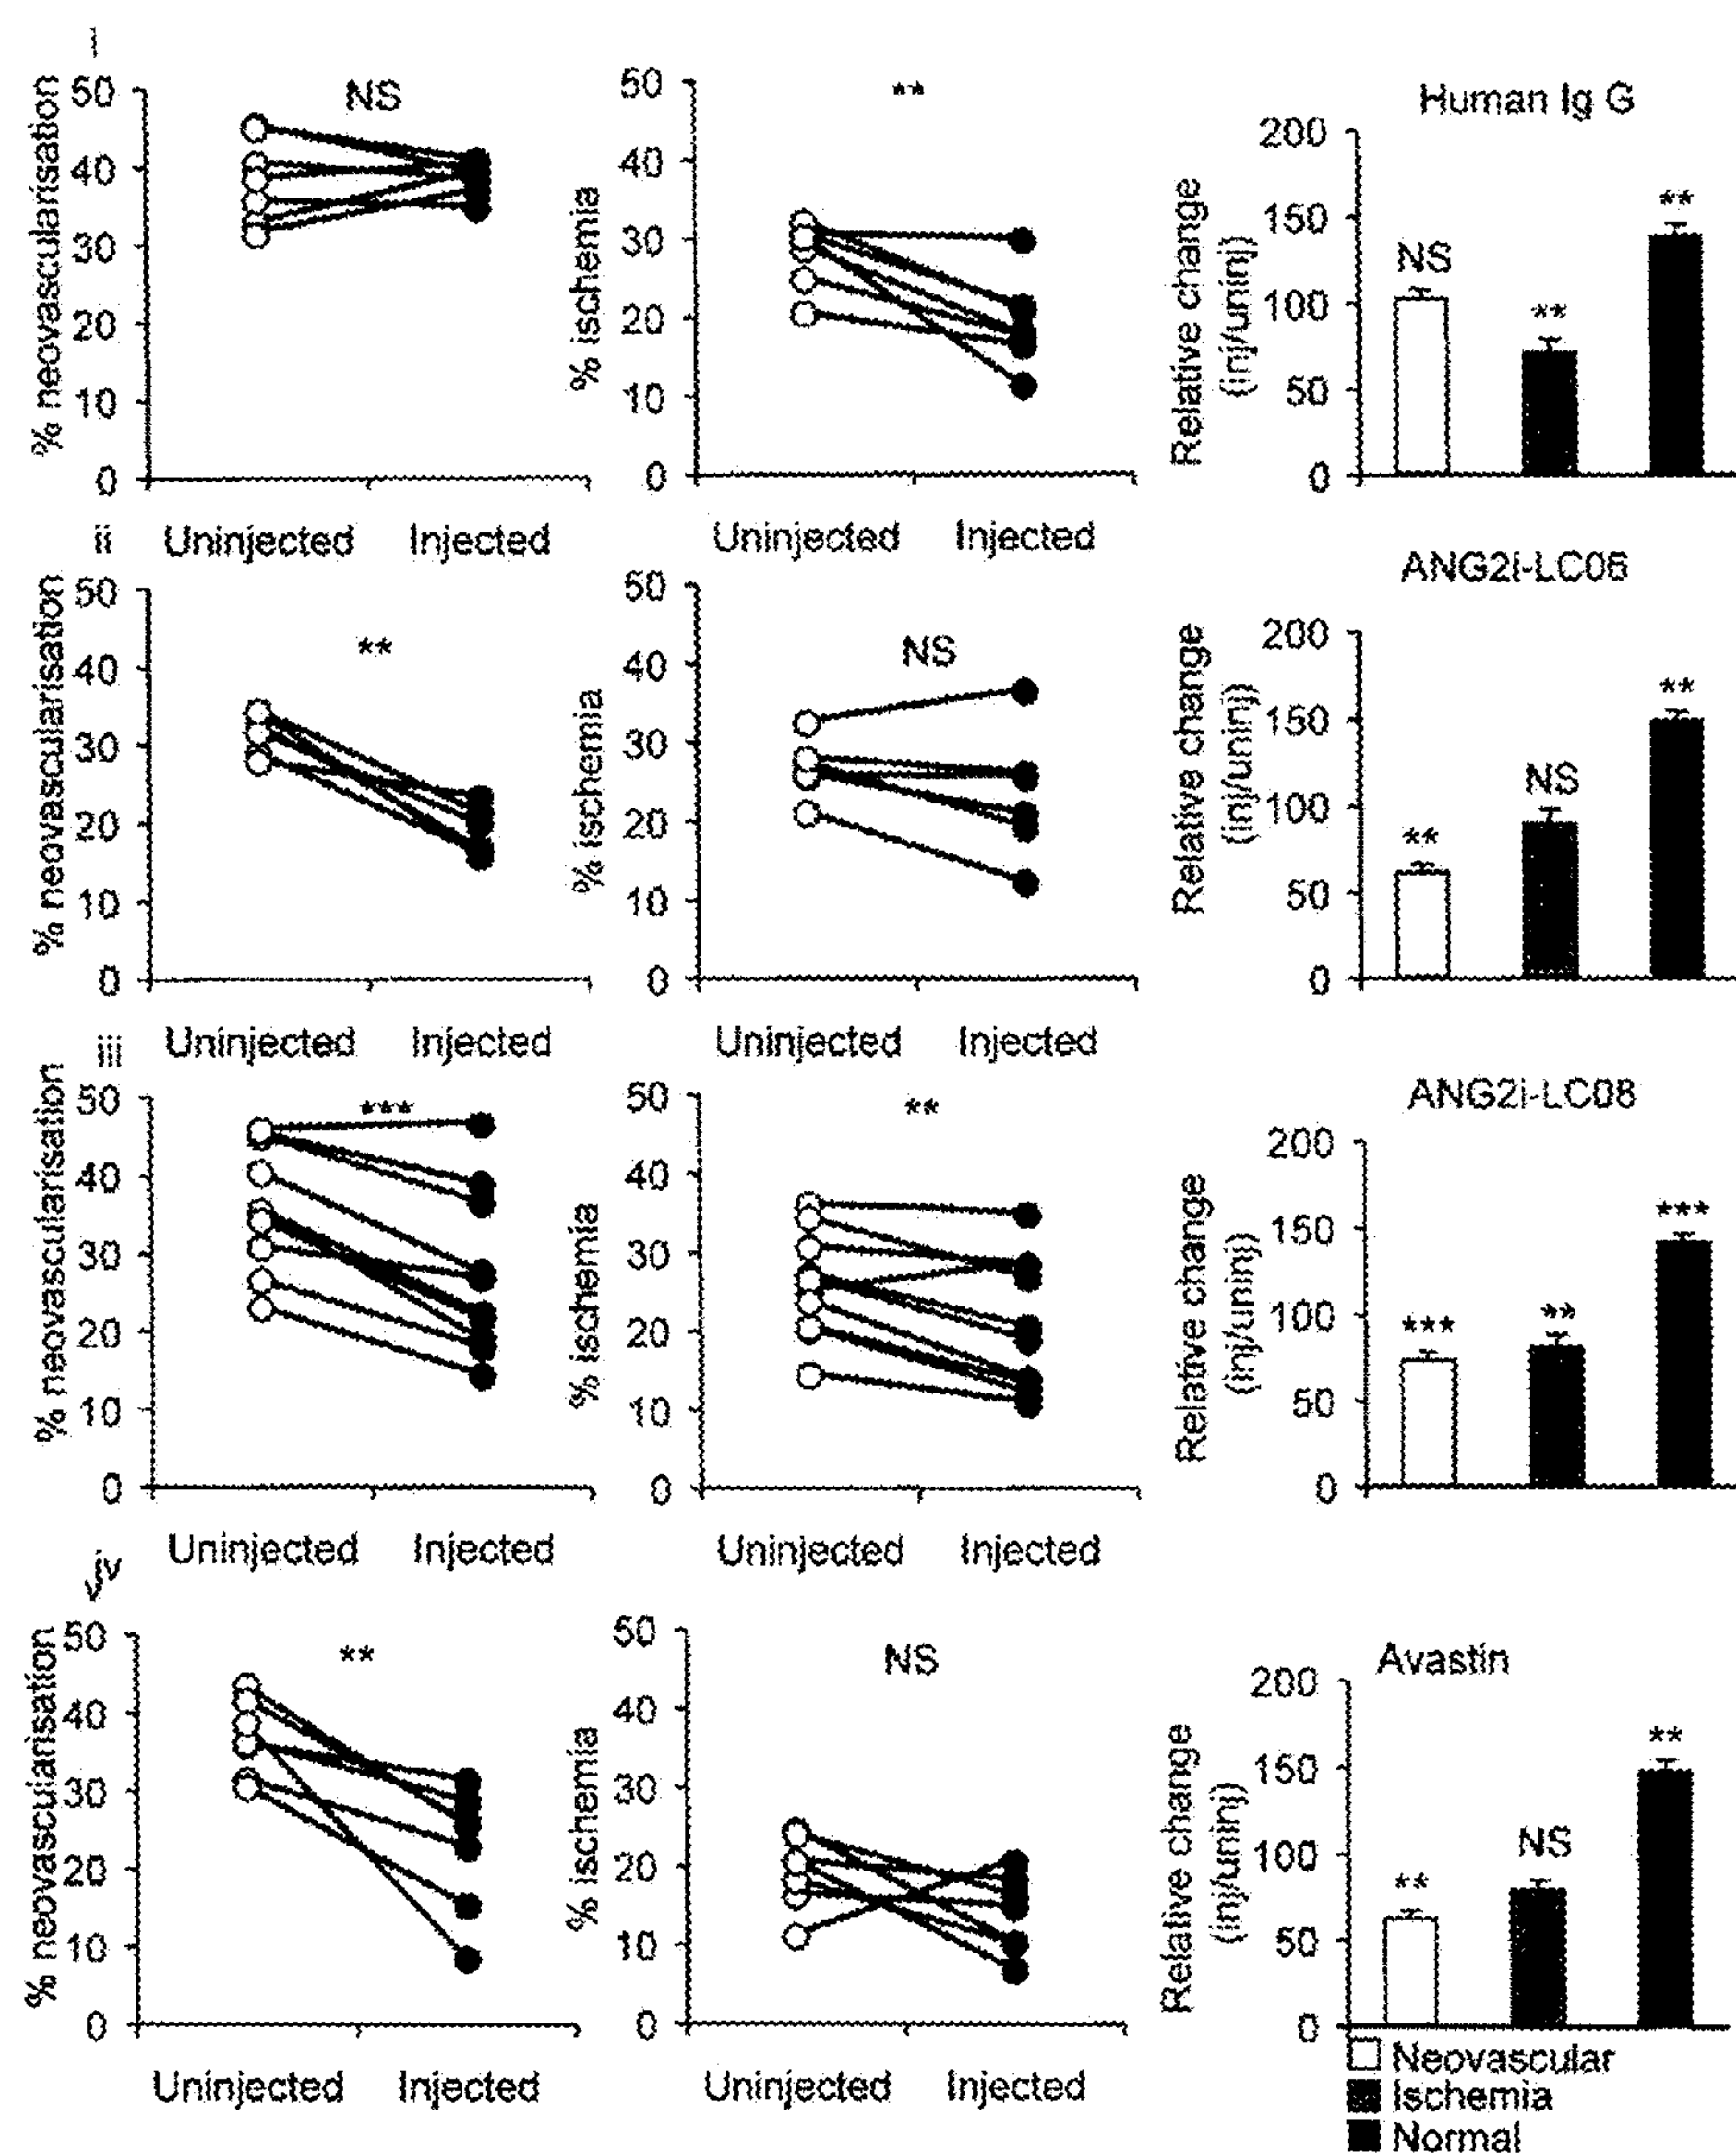 i
% neovascularisation
50
40
30
20
10
0
NS
Uninjected Injected
% ischemia
50
40
30
20
10
0
**
Uninjected Injected
Human Ig G
Relative change
(inj/uninj)
200
150
100
50
0
NS
**
**
ii
% neovascularisation
50
40
30
20
10
0
**
Uninjected Injected
% ischemia
50
40
30
20
10
0
NS
Uninjected Injected
ANG2i-LC06
Relative change
(inj/uninj)
200
150
100
50
0
**
NS
**
iii
% neovascularisation
50
40
30
20
10
0
***
Uninjected Injected
% ischemia
50
40
30
20
10
0
**
Uninjected Injected
ANG2i-LC08
Relative change
(inj/uninj)
200
150
100
50
0
***
**
***
iv
% neovascularisation
50
40
30
20
10
0
**
Uninjected Injected
% ischemia
50
40
30
20
10
0
NS
Uninjected Injected
Avastin
Relative change
(inj/uninj)
200
150
100
50
0
**
NS
**
Neovascular
Ischemia
Normal